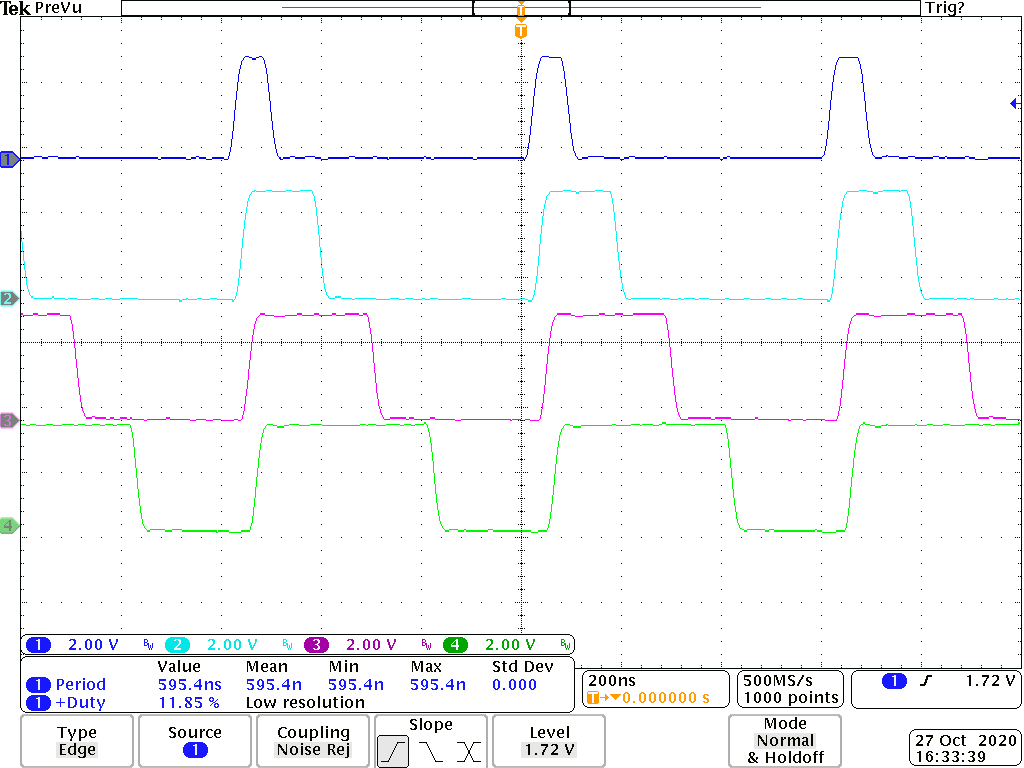 Tek PreVu Trig?
T
T
1
2
3
4
1 2.00 V BW 2 2.00 V BW 3 2.00 V BW 4 2.00 V BW
Value Mean Min Max Std Dev
1 Period 595.4ns 595.4n 595.4n 595.4n 0.000
1 +Duty 11.85 % Low resolution
200ns
T→▼0.000000 s
500MS/s
1000 points
1 1.72 V
Type
Edge
Source
1
Coupling
Noise Rej
Slope
Level
1.72 V
Mode
Normal
& Holdoff
27 Oct 2020
16:33:39